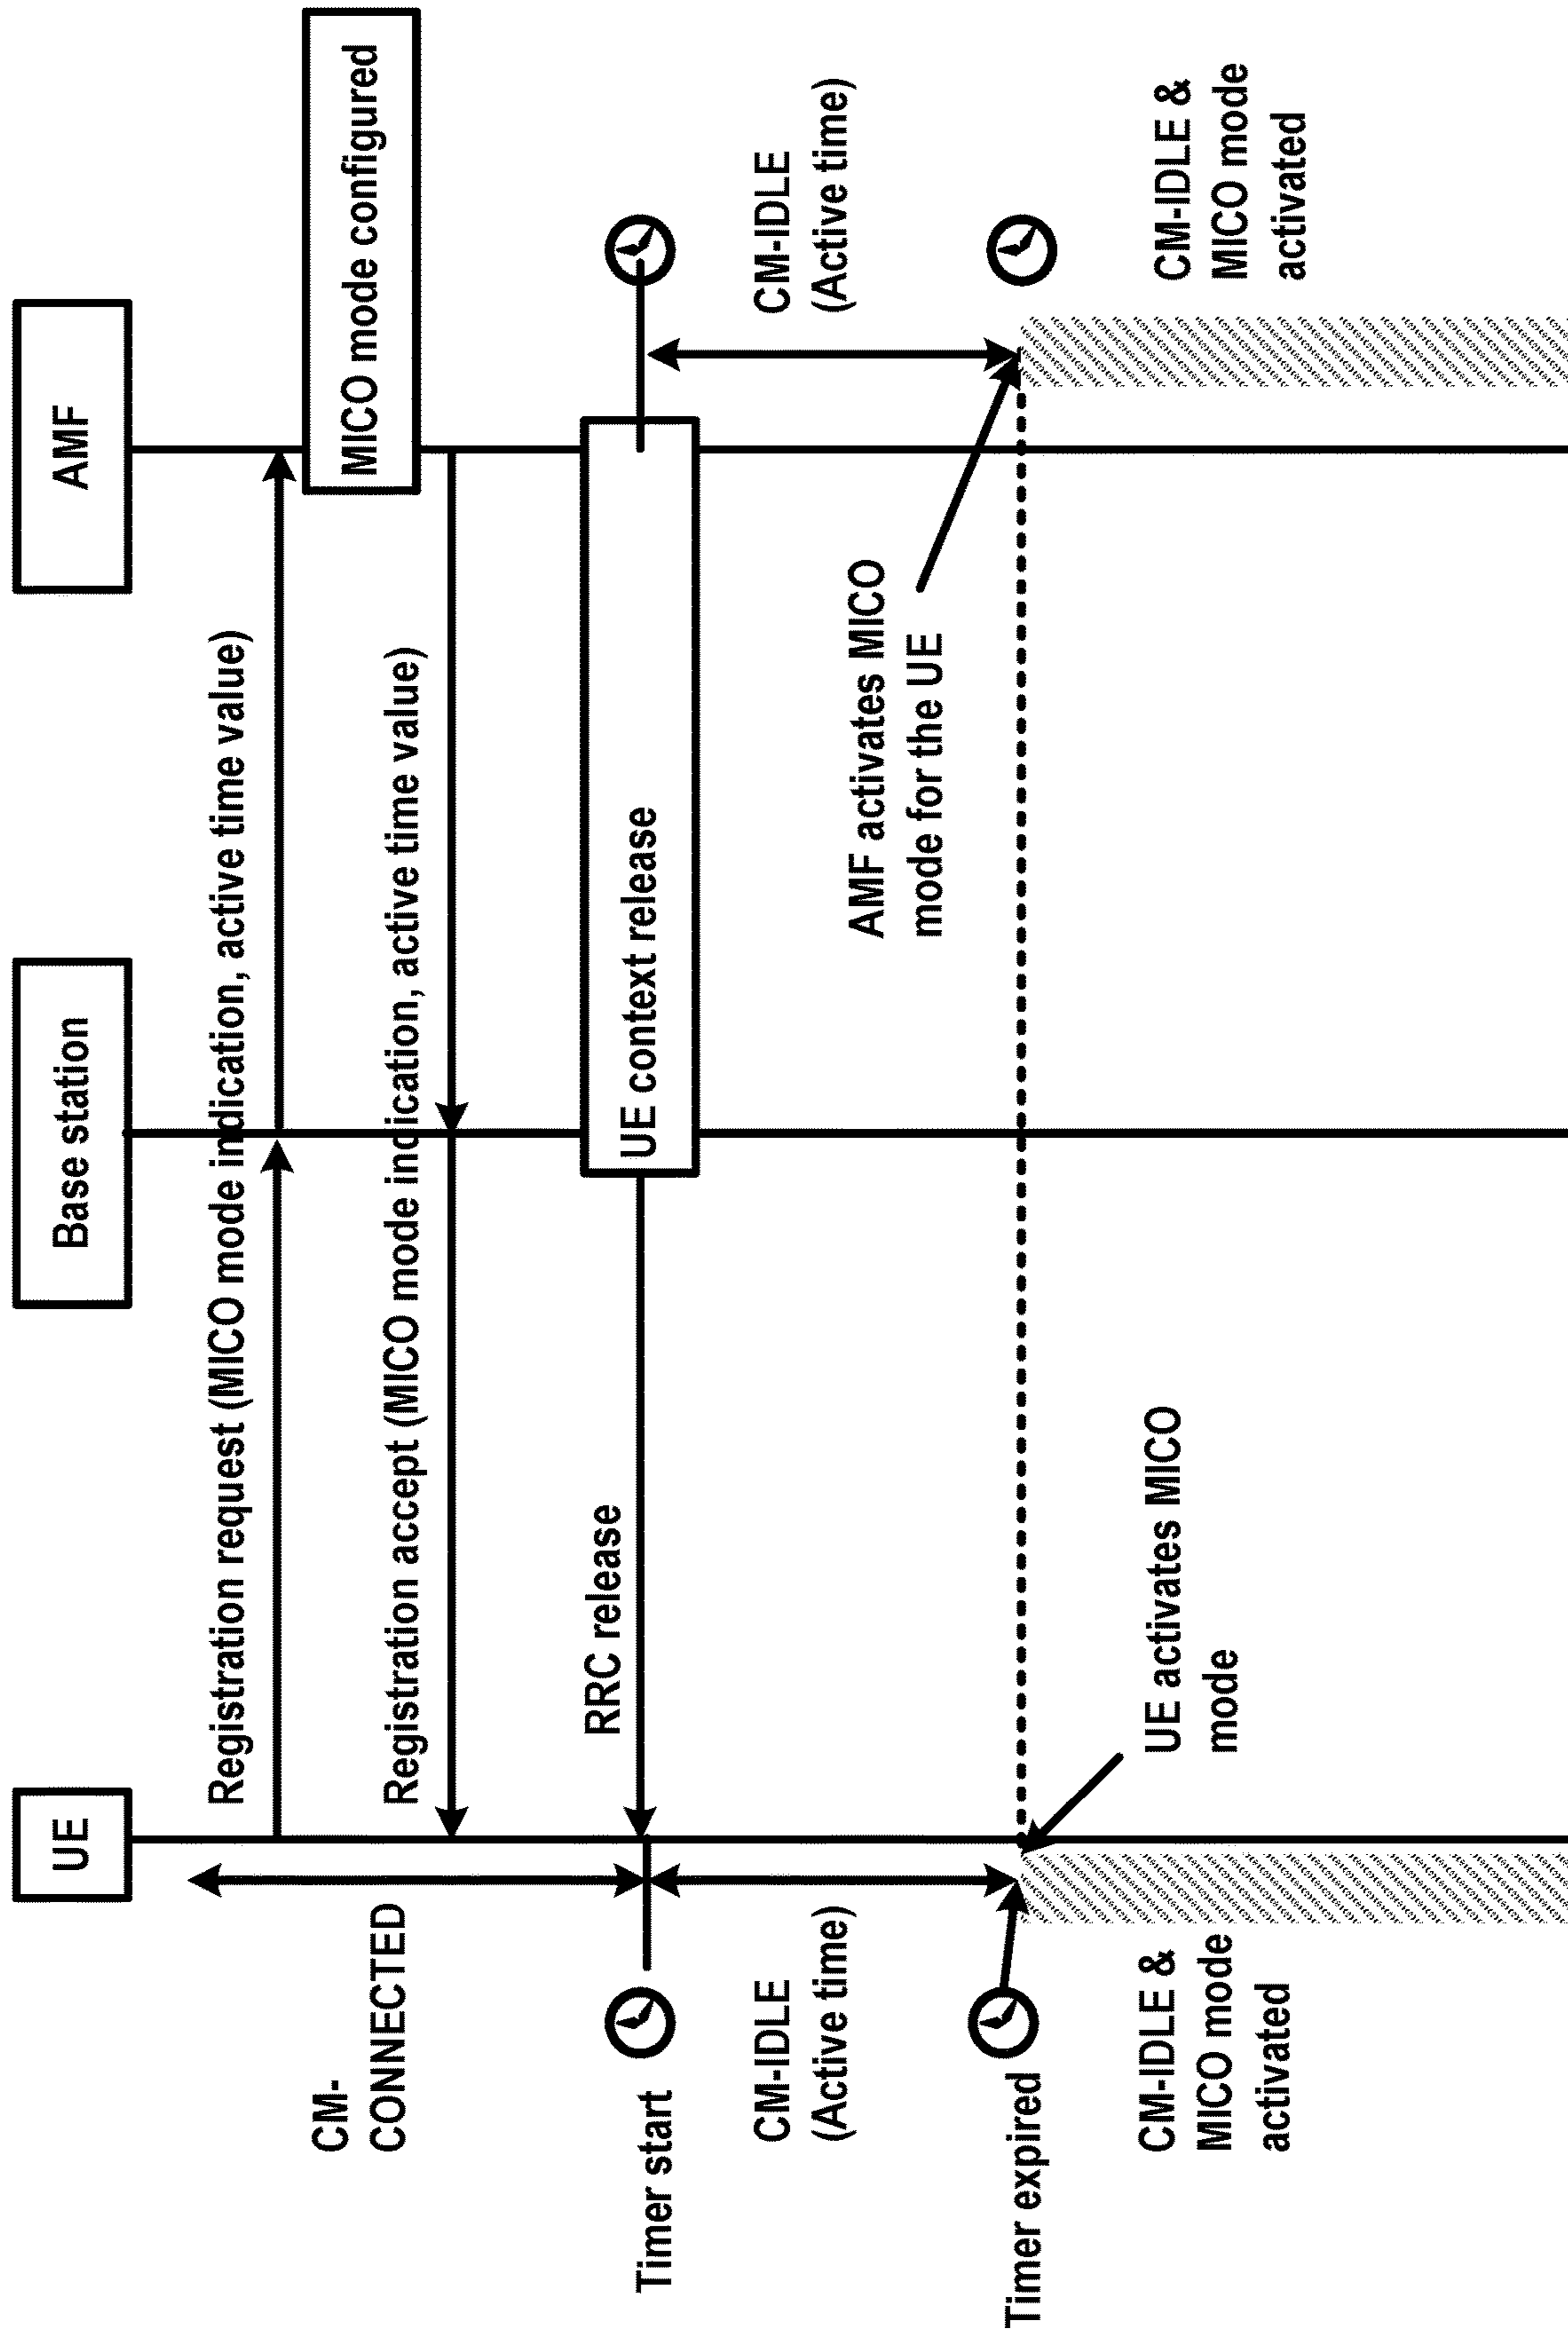 UE
Base station
AMF
Registration request (MICO mode indication, active time value)
MICO mode configured
CM-
CONNECTED
Registration accept (MICO mode indication, active time value)
RRC release
UE context release
Timer start
CM-IDLE
(Active time)
CM-IDLE
(Active time)
AMF activates MICO
mode for the UE
Timer expired
UE activates MICO
mode
CM-IDLE &
MICO mode
activated
CM-IDLE &
MICO mode
activated